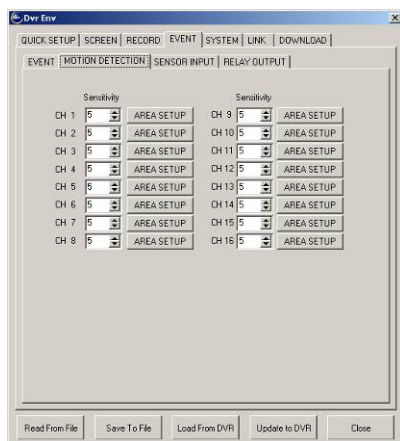 Dvr Env
QUICK SETUP SCREEN RECORD EVENT SYSTEM LINK DOWNLOAD
EVENT MOTION DETECTION SENSOR INPUT RELAY OUTPUT
Sensitivity Sensitivity
CH 1 5 AREA SETUP CH 9 5 AREA SETUP
CH 2 5 AREA SETUP CH 10 5 AREA SETUP
CH 3 5 AREA SETUP CH 11 5 AREA SETUP
CH 4 5 AREA SETUP CH 12 5 AREA SETUP
CH 5 5 AREA SETUP CH 13 5 AREA SETUP
CH 6 5 AREA SETUP CH 14 5 AREA SETUP
CH 7 5 AREA SETUP CH 15 5 AREA SETUP
CH 8 5 AREA SETUP CH 16 5 AREA SETUP
Read From File Save To File Load From DVR Update to DVR Close